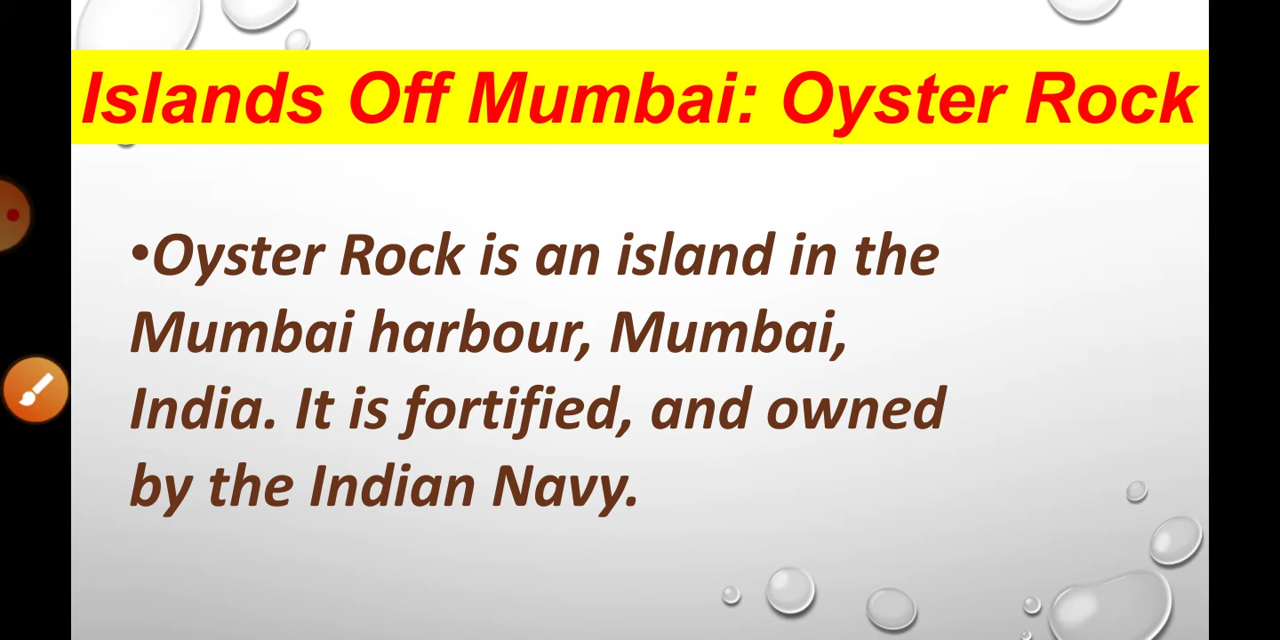 Islands Off Mumbai: Oyster Rock
•Oyster Rock is an island in the
Mumbai harbour, Mumbai,
India. It is fortified, and owned
by the Indian Navy.